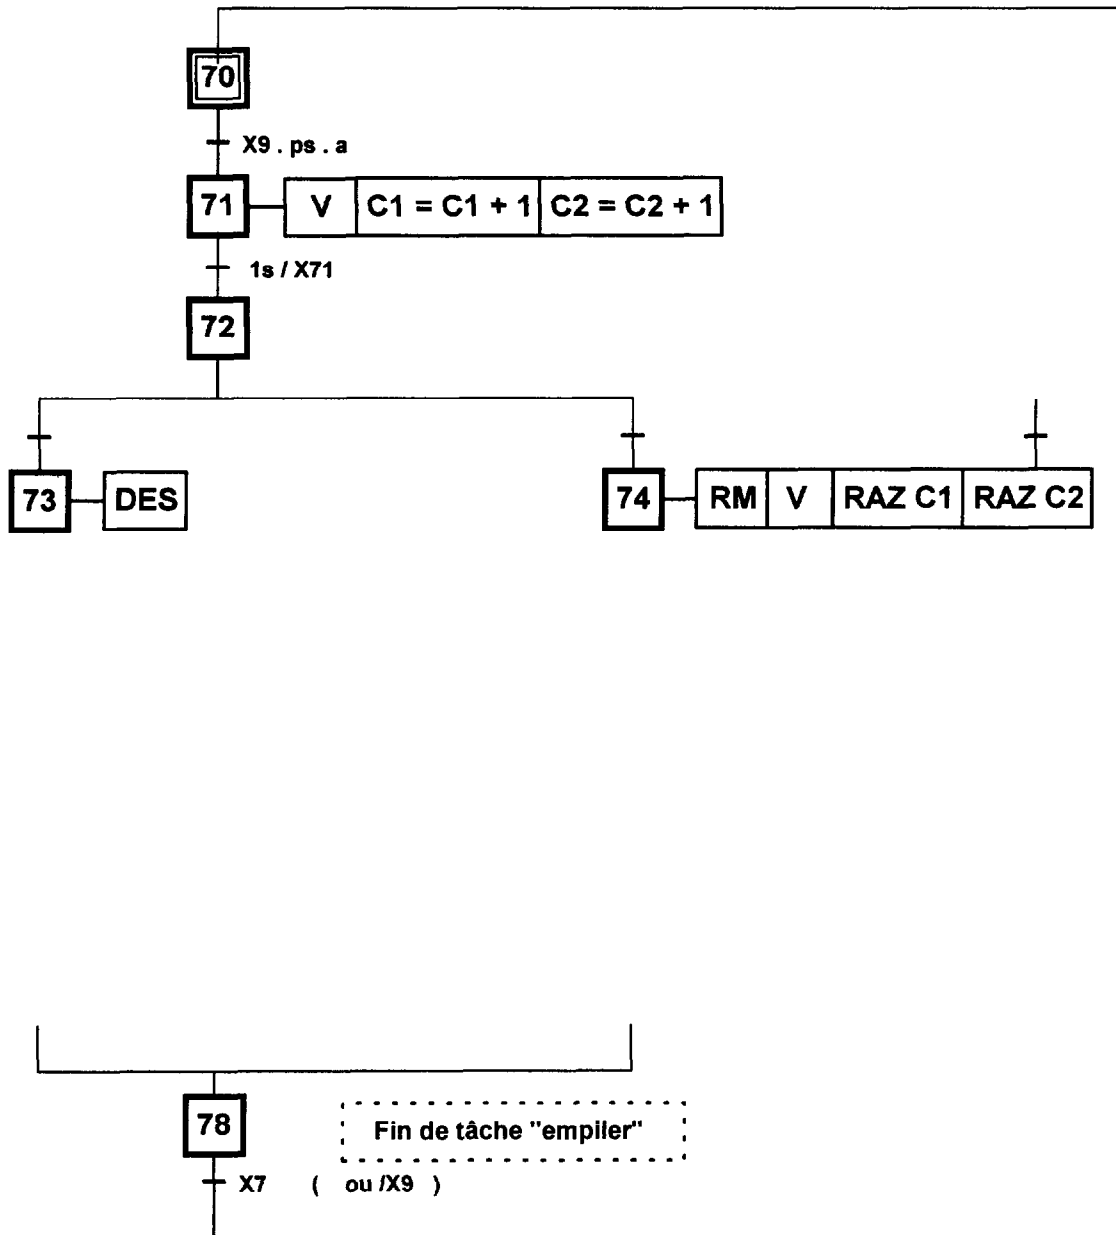 70
X9 . ps . a
71 V C1 = C1 + 1 C2 = C2 + 1
1s / X71
72
73 DES 74 RM V RAZ C1 RAZ C2
78 Fin de tâche "empiler"
X7 ( ou /X9 )